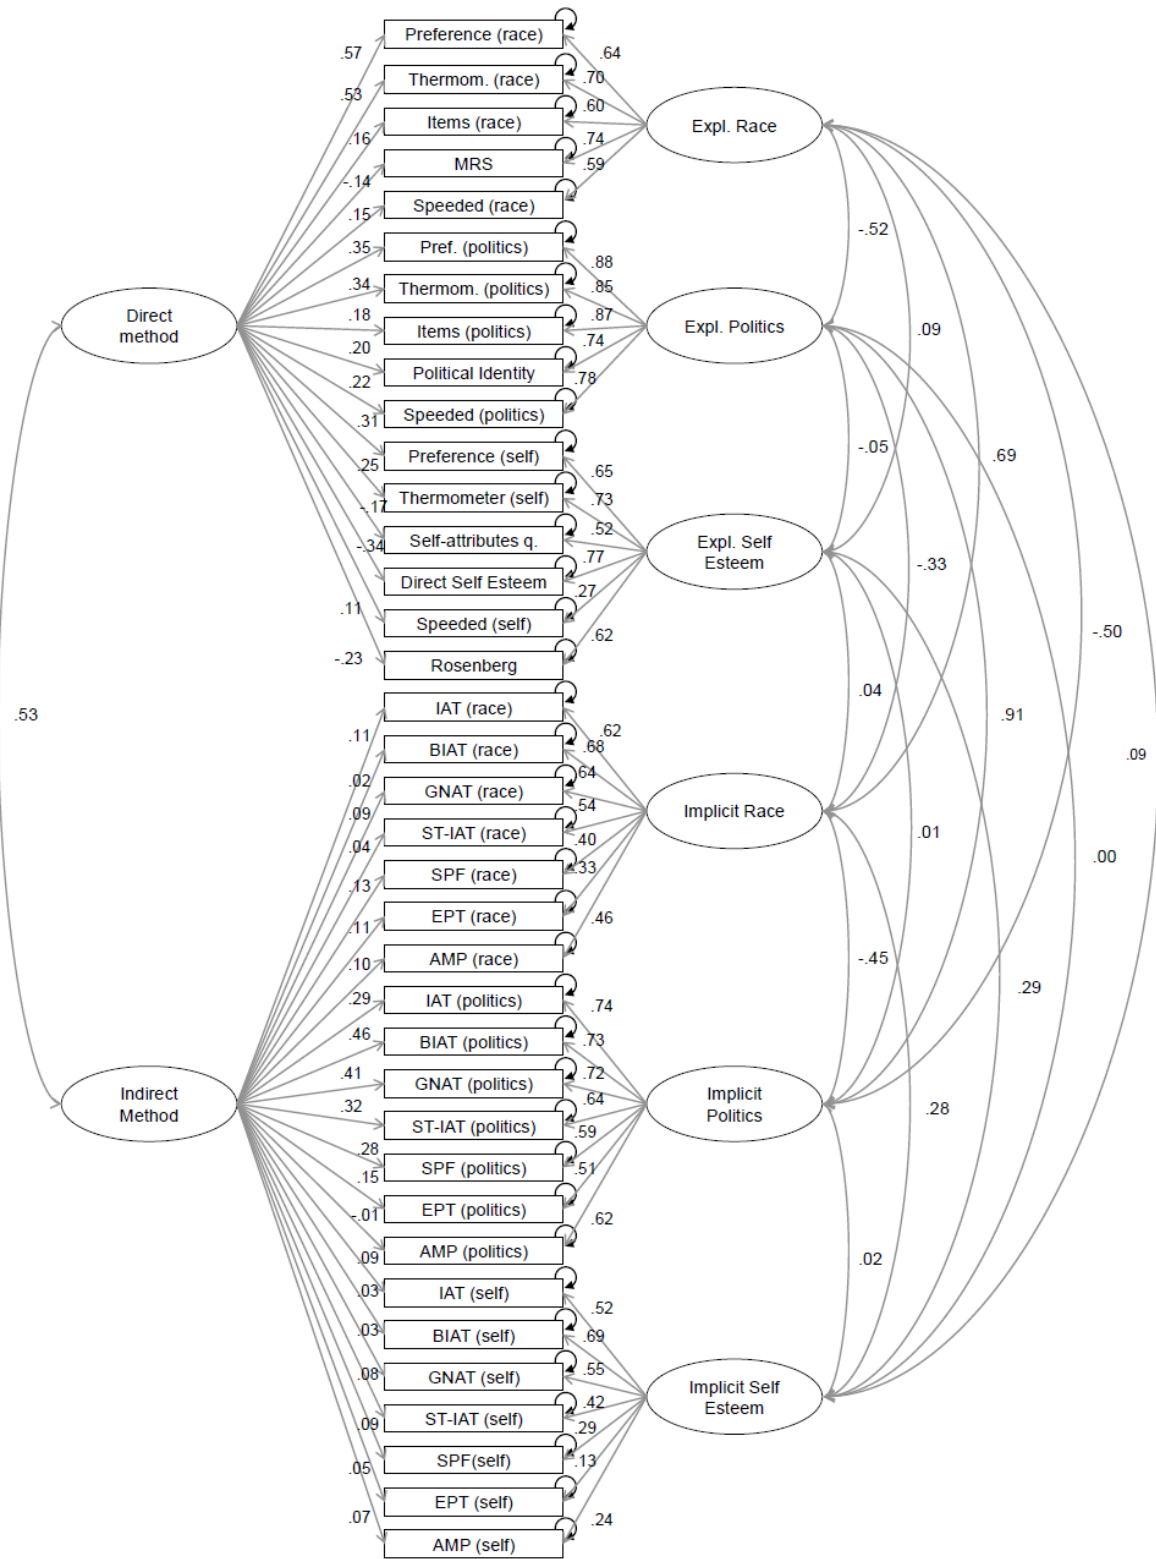 Preference (race)
.57
.64
Thermom. (race)
.70
.53
Items (race)
.60
Expl. Race
.16
MRS
.74
-.14
.59
Speeded (race)
.15
-.52
Pref. (politics)
.35
.88
Thermom. (politics)
.34
.85
Direct
method
.18
Items (politics)
.87
Expl. Politics
.09
.20
Political Identity
.74
.22
.78
Speeded (politics)
.31
-.05
.69
Preference (self)
.25
.65
Thermometer (self)
.73
-.17
Self-attributes q.
.52
Expl. Self
Esteem
-.34
.77
-.33
Direct Self Esteem
.27
.11
Speeded (self)
.62
-.50
-.23
Rosenberg
.04
IAT (race)
.53
.91
.11
.62
BIAT (race)
.68
.09
.02
GNAT (race)
.64
.09
.54
Implicit Race
ST-IAT (race)
.01
.04
.40
.00
SPF (race)
.33
.13
EPT (race)
.46
.11
AMP (race)
-.45
.10
.29
IAT (politics)
.29
.74
BIAT (politics)
.46
.73
.41
GNAT (politics)
.72
Indirect
Method
.32
.64
Implicit
Politics
.28
ST-IAT (politics)
.59
.28
SPF (politics)
.51
.15
EPT (politics)
-.01
.62
AMP (politics)
.09
.02
IAT (self)
.03
.52
BIAT (self)
.03
.69
GNAT (self)
.08
.55
Implicit Self
Esteem
ST-IAT (self)
.42
.09
.29
SPF(self)
.05
.13
EPT (self)
.07
.24
AMP (self)